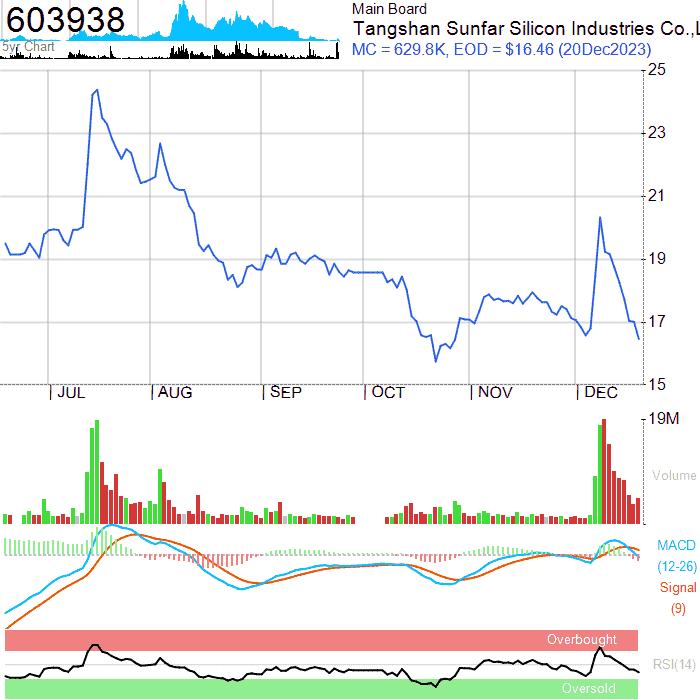 603938
5yr Chart
Main Board
Tangshan Sunfar Silicon Industries Co.,L
MC = 629.8K, EOD = $16.46 (20Dec2023)
25
23
21
19
17
15
JUL AUG SEP OCT NOV DEC
19M
Volume
MACD
(12-26)
Signal
(9)
Overbought
RSI(14)
Oversold